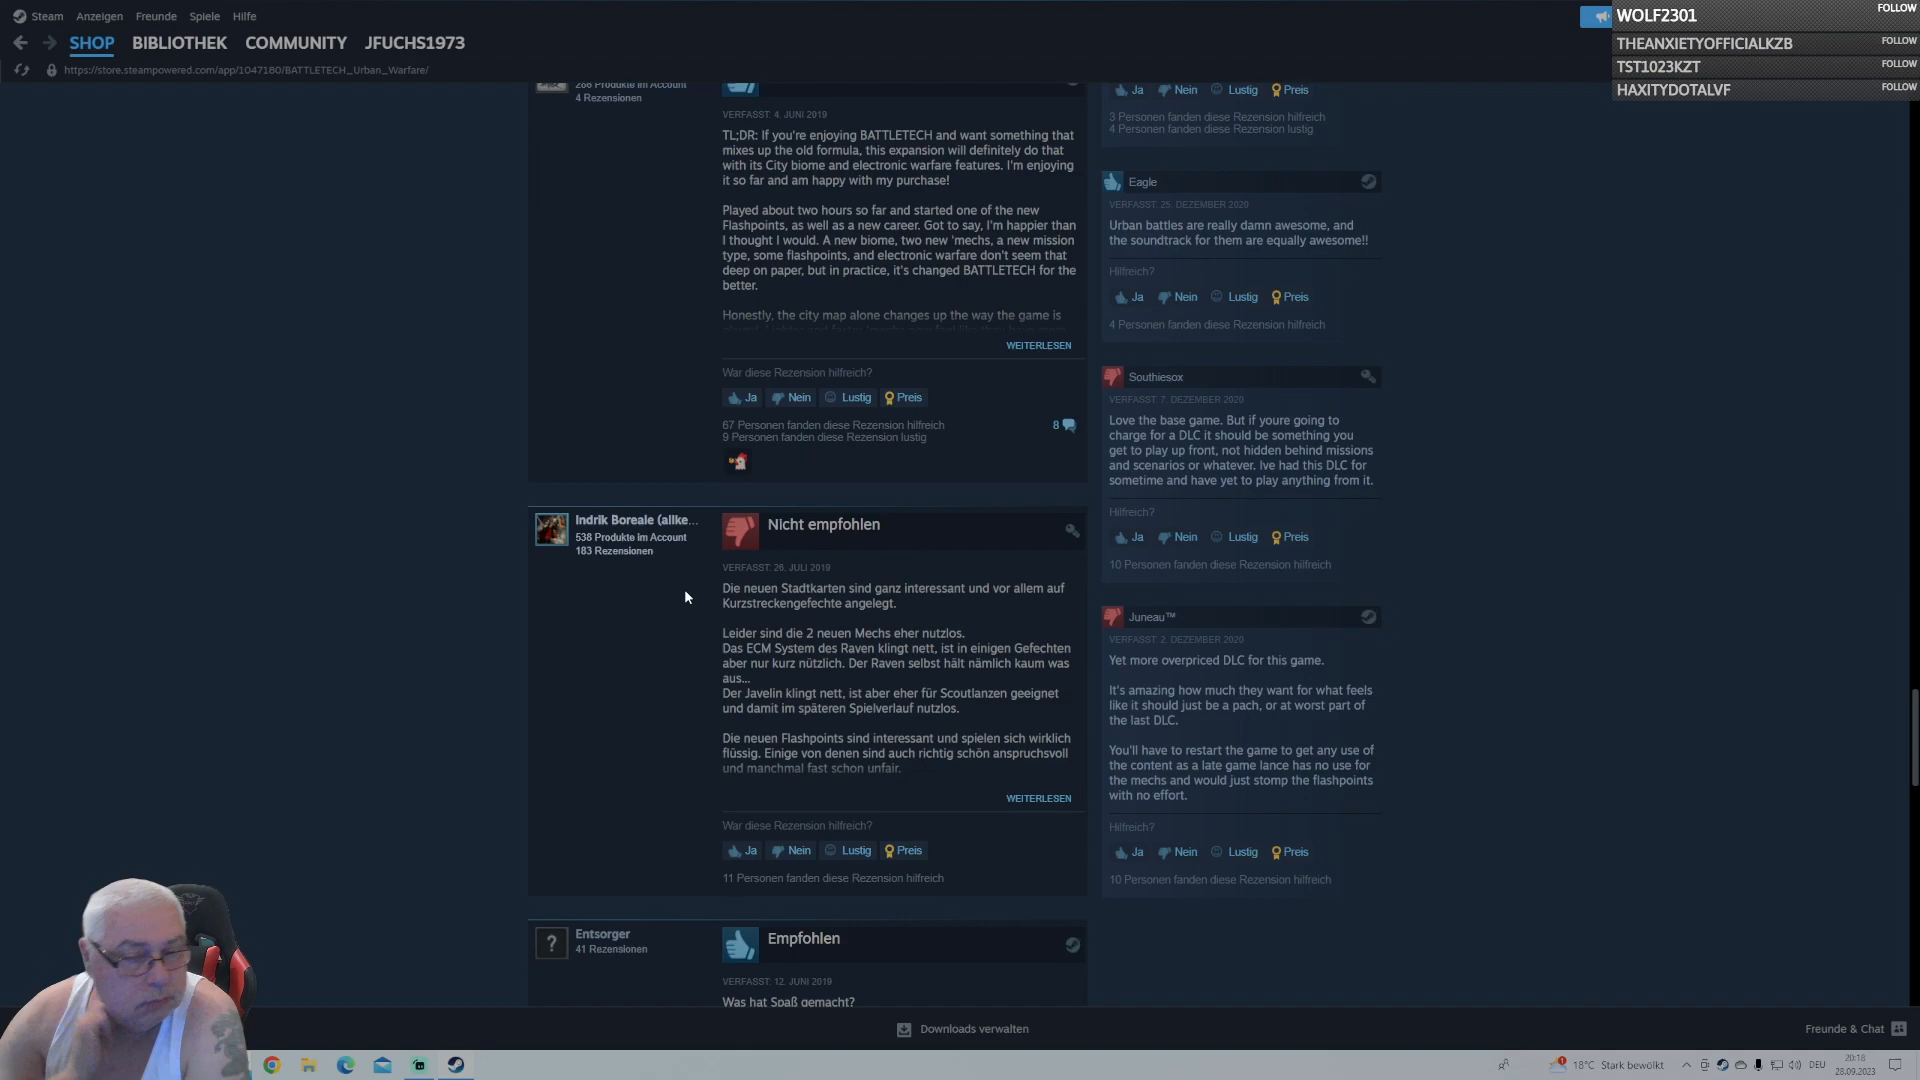 Steam Anzeigen Freunde Spiele Hilfe
SHOP BIBLIOTHEK COMMUNITY JFUCHS1973
https://store.steampowered.com/app/1047180/BATTLETECH_Urban_Warfare/
WOLF2301 FOLLOW
THEANXIETYOFFICIALKZB FOLLOW
TST1023KZT FOLLOW
HAXITYDOTALVF FOLLOW
286 Produkte im Account
4 Rezensionen
VERFASST: 4. JUNI 2019
TL;DR: If you're enjoying BATTLETECH and want something that
mixes up the old formula, this expansion will definitely do that
with its City biome and electronic warfare features. I'm enjoying
it so far and am happy with my purchase!
Played about two hours so far and started one of the new
Flashpoints, as well as a new career. Got to say, I'm happier than
I thought I would. A new biome, two new 'mechs, a new mission
type, some flashpoints, and electronic warfare don't seem that
deep on paper, but in practice, it's changed BATTLETECH for the
better.
Honestly, the city map alone changes up the way the game is
WEITERLESEN
War diese Rezension hilfreich?
Ja Nein Lustig Preis
67 Personen fanden diese Rezension hilfreich
9 Personen fanden diese Rezension lustig
8
Indrik Boreale (allke...
538 Produkte im Account
183 Rezensionen
Nicht empfohlen
VERFASST: 26. JULI 2019
Die neuen Stadtkarten sind ganz interessant und vor allem auf
Kurzstreckengefechte angelegt.
Leider sind die 2 neuen Mechs eher nutzlos.
Das ECM System des Raven klingt nett, ist in einigen Gefechten
aber nur kurz nützlich. Der Raven selbst hält nämlich kaum was
aus...
Der Javelin klingt nett, ist aber eher für Scoutlanzen geeignet
und damit im späteren Spielverlauf nutzlos.
Die neuen Flashpoints sind interessant und spielen sich wirklich
flüssig. Einige von denen sind auch richtig schön anspruchsvoll
und manchmal fast schon unfair.
WEITERLESEN
War diese Rezension hilfreich?
Ja Nein Lustig Preis
11 Personen fanden diese Rezension hilfreich
?
Entsorger
41 Rezensionen
Empfohlen
VERFASST: 12. JUNI 2019
Was hat Spaß gemacht?
Ja Nein Lustig Preis
3 Personen fanden diese Rezension hilfreich
4 Personen fanden diese Rezension lustig
Eagle
VERFASST: 25. DEZEMBER 2020
Urban battles are really damn awesome, and
the soundtrack for them are equally awesome!!
Hilfreich?
Ja Nein Lustig Preis
4 Personen fanden diese Rezension hilfreich
Southiesox
VERFASST: 7. DEZEMBER 2020
Love the base game. But if youre going to
charge for a DLC it should be something you
get to play up front, not hidden behind missions
and scenarios or whatever. Ive had this DLC for
sometime and have yet to play anything from it.
Hilfreich?
Ja Nein Lustig Preis
10 Personen fanden diese Rezension hilfreich
Juneau™
VERFASST: 2. DEZEMBER 2020
Yet more overpriced DLC for this game.
It's amazing how much they want for what feels
like it should just be a pach, or at worst part of
the last DLC.
You'll have to restart the game to get any use of
the content as a late game lance has no use for
the mechs and would just stomp the flashpoints
with no effort.
Hilfreich?
Ja Nein Lustig Preis
10 Personen fanden diese Rezension hilfreich
Downloads verwalten
Freunde & Chat
18°C Stark bewölkt
DEU
20:18
28.09.2023